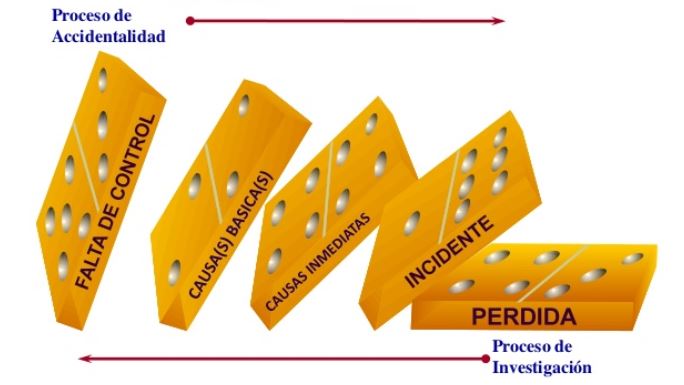 Proceso de
Accidentalidad
FALTA DE CONTROL
CAUSA(S) BASICA(S)
CAUSAS INMEDIATAS
INCIDENTE
PERDIDA
Proceso de
Investigación